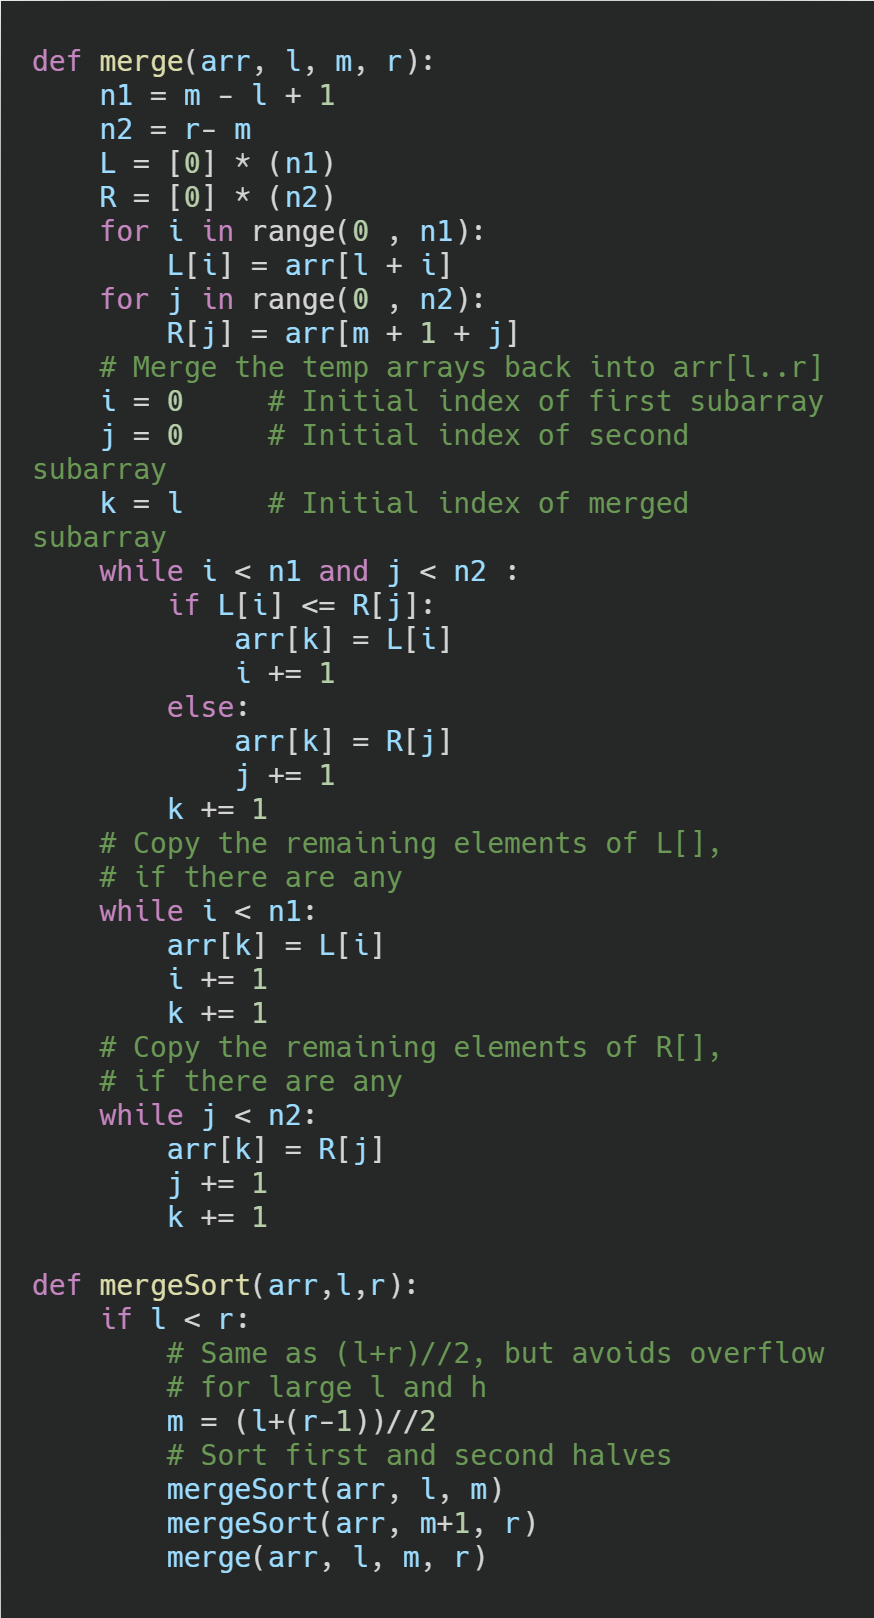 def merge(arr, l, m, r):
    n1 = m - l + 1
    n2 = r- m
    L = [0] * (n1)
    R = [0] * (n2)
    for i in range(0 , n1):
        L[i] = arr[l + i]
    for j in range(0 , n2):
        R[j] = arr[m + 1 + j]
    # Merge the temp arrays back into arr[l..r]
    i = 0     # Initial index of first subarray
    j = 0     # Initial index of second
subarray
    k = l     # Initial index of merged
subarray
    while i < n1 and j < n2 :
        if L[i] <= R[j]:
            arr[k] = L[i]
            i += 1
        else:
            arr[k] = R[j]
            j += 1
        k += 1
    # Copy the remaining elements of L[],
    # if there are any
    while i < n1:
        arr[k] = L[i]
        i += 1
        k += 1
    # Copy the remaining elements of R[],
    # if there are any
    while j < n2:
        arr[k] = R[j]
        j += 1
        k += 1

def mergeSort(arr,l,r):
    if l < r:
        # Same as (l+r)//2, but avoids overflow
        # for large l and h
        m = (l+(r-1))//2
        # Sort first and second halves
        mergeSort(arr, l, m)
        mergeSort(arr, m+1, r)
        merge(arr, l, m, r)